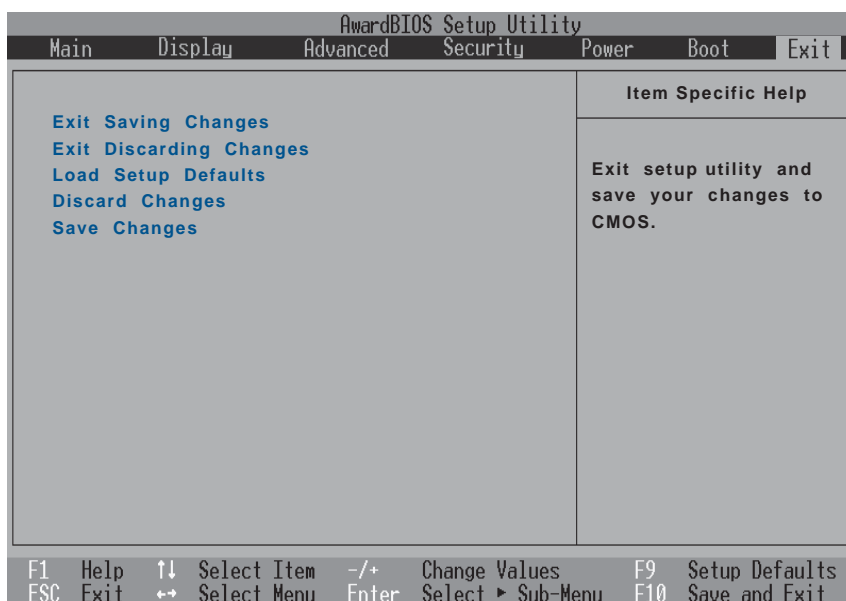 AwardBIOS Setup Utility
Main Display Advanced Security Power Boot Exit
Item Specific Help
Exit Saving Changes
Exit Discarding Changes
Load Setup Defaults
Discard Changes
Save Changes
Exit setup utility and
save your changes to
CMOS.
F1 Help ↑↓ Select Item -/+ Change Values F9 Setup Defaults
ESC Exit ←→ Select Menu Enter Select ▸ Sub-Menu F10 Save and Exit